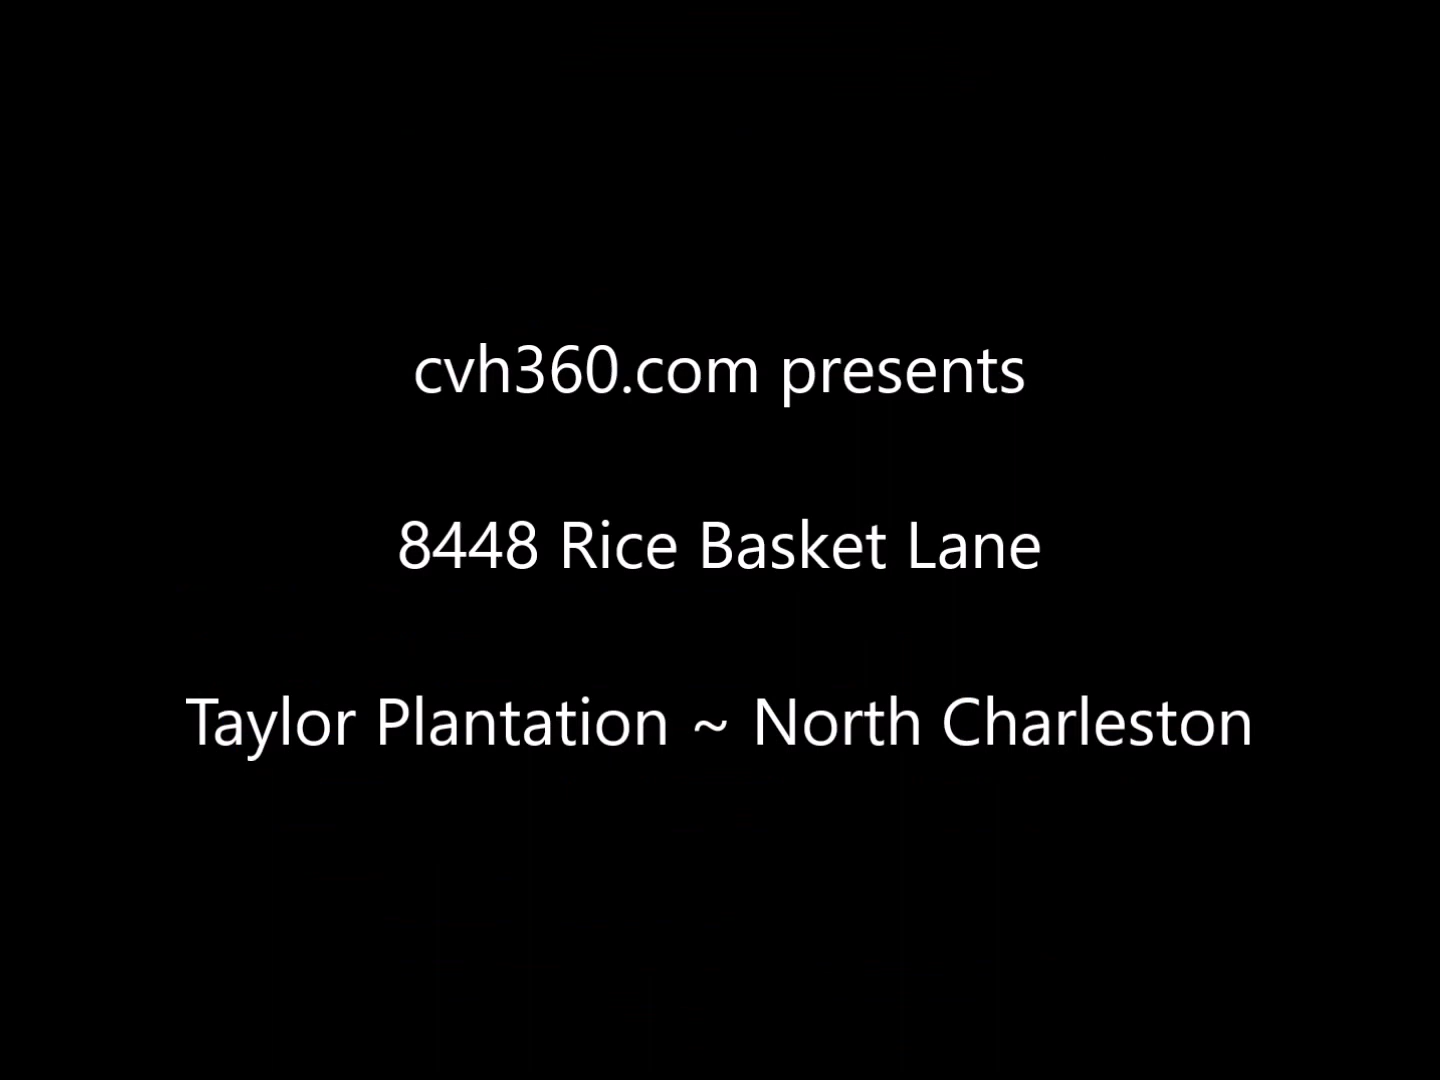 cvh360.com presents
8448 Rice Basket Lane
Taylor Plantation ~ North Charleston